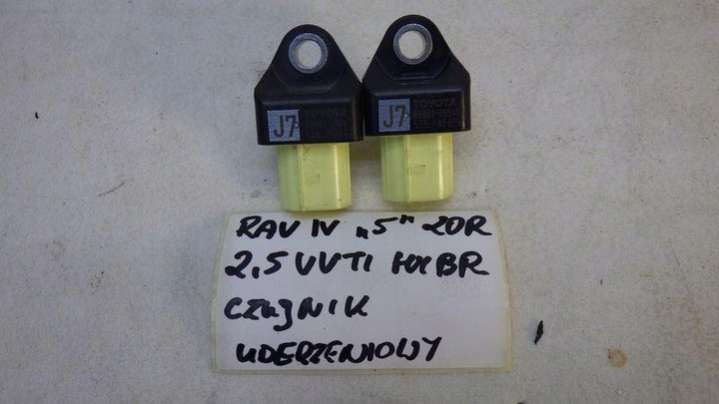 J7
J7
TOYOTA
RAV IV „5" 20R
2,5 VVTI HYBR
CZUJNIK
UDERZENIOWY